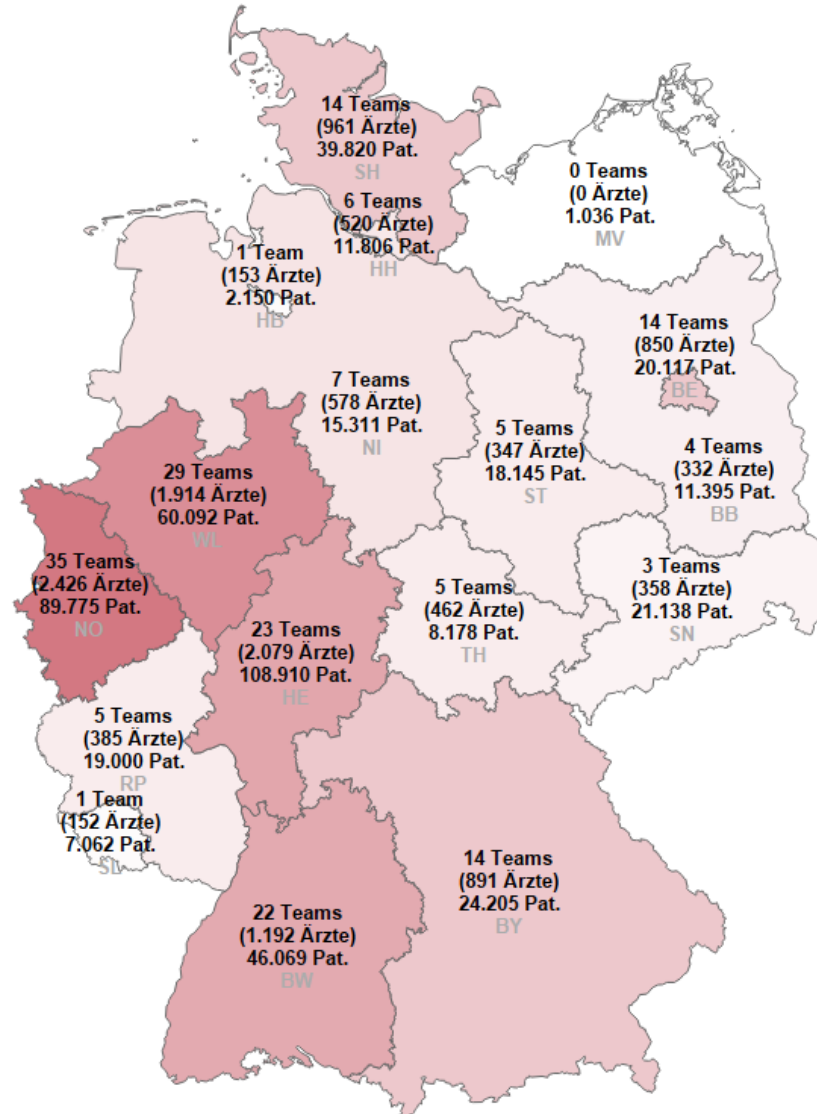 14 Teams
(961 Ärzte)
39.820 Pat.
SH
0 Teams
(0 Ärzte)
1.036 Pat.
MV
6 Teams
(520 Ärzte)
11.806 Pat.
HH
1 Team
(153 Ärzte)
2.150 Pat.
HB
14 Teams
(850 Ärzte)
20.117 Pat.
BE
7 Teams
(578 Ärzte)
15.311 Pat.
NI
5 Teams
(347 Ärzte)
18.145 Pat.
ST
4 Teams
(332 Ärzte)
11.395 Pat.
BB
29 Teams
(1.914 Ärzte)
60.092 Pat.
WL
35 Teams
(2.426 Ärzte)
89.775 Pat.
NO
23 Teams
(2.079 Ärzte)
108.910 Pat.
HE
5 Teams
(462 Ärzte)
8.178 Pat.
TH
3 Teams
(358 Ärzte)
21.138 Pat.
SN
5 Teams
(385 Ärzte)
19.000 Pat.
RP
1 Team
(152 Ärzte)
7.062 Pat.
SL
14 Teams
(891 Ärzte)
24.205 Pat.
BY
22 Teams
(1.192 Ärzte)
46.069 Pat.
BW